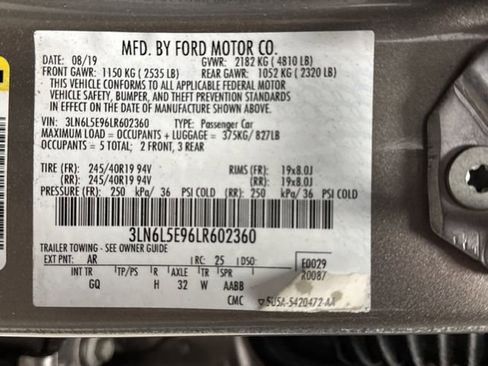 MFD. BY FORD MOTOR CO.
DATE: 08/19 GVWR: 2182 KG ( 4810 LB)
FRONT GAWR: 1150 KG ( 2535 LB) REAR GAWR: 1052 KG ( 2320 LB)
THIS VEHICLE CONFORMS TO ALL APPLICABLE FEDERAL MOTOR
VEHICLE SAFETY, BUMPER, AND THEFT PREVENTION STANDARDS
IN EFFECT ON THE DATE OF MANUFACTURE SHOWN ABOVE.
VIN: 3LN6L5E96LR602360 TYPE: Passenger Car
MAXIMUM LOAD = OCCUPANTS + LUGGAGE = 375KG/ 827LB
OCCUPANTS = 5 TOTAL; 2 FRONT, 3 REAR
TIRE (FR): 245/40R19 94V RIMS (FR): 19x8.0J
(RR): 245/40R19 94V (RR): 19x8.0J
PRESSURE (FR): 250 kPa/ 36 PSI COLD (RR): 250 kPa/ 36 PSI COLD
3LN6L5E96LR602360
TRAILER TOWING - SEE OWNER GUIDE
EXT PNT: AR RC: 25 DSO: E0029
INT TR TP/PS R AXLE TR SPR R0087
GQ H 32 W AABB
CMC 5U5A-5420472-AA